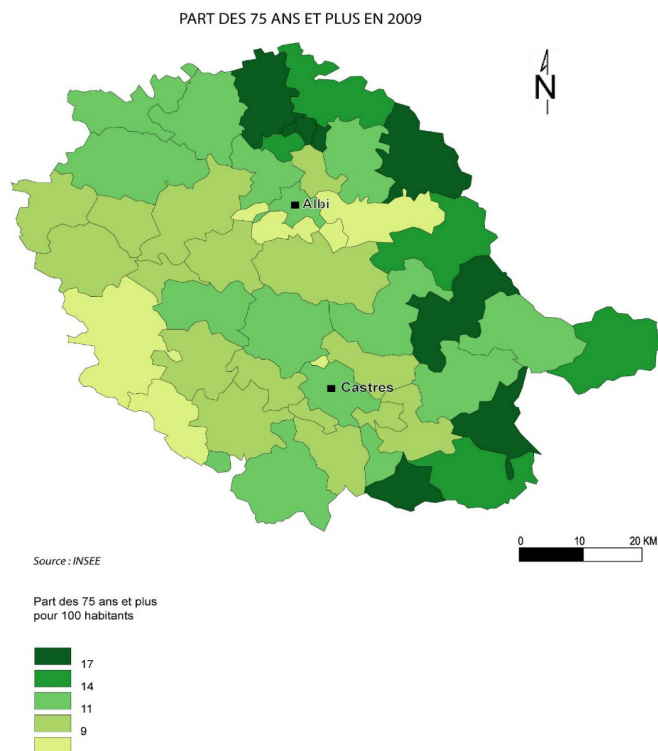 PART DES 75 ANS ET PLUS EN 2009
N
Albi
Castres
0 10 20 KM
Source : INSEE
Part des 75 ans et plus
pour 100 habitants
17
14
11
9